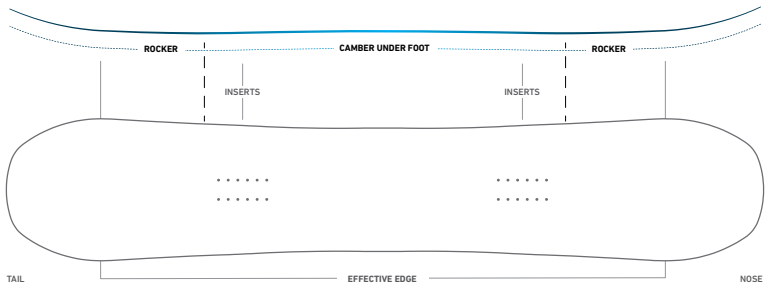 ROCKER CAMBER UNDER FOOT ROCKER
INSERTS INSERTS
TAIL EFFECTIVE EDGE NOSE